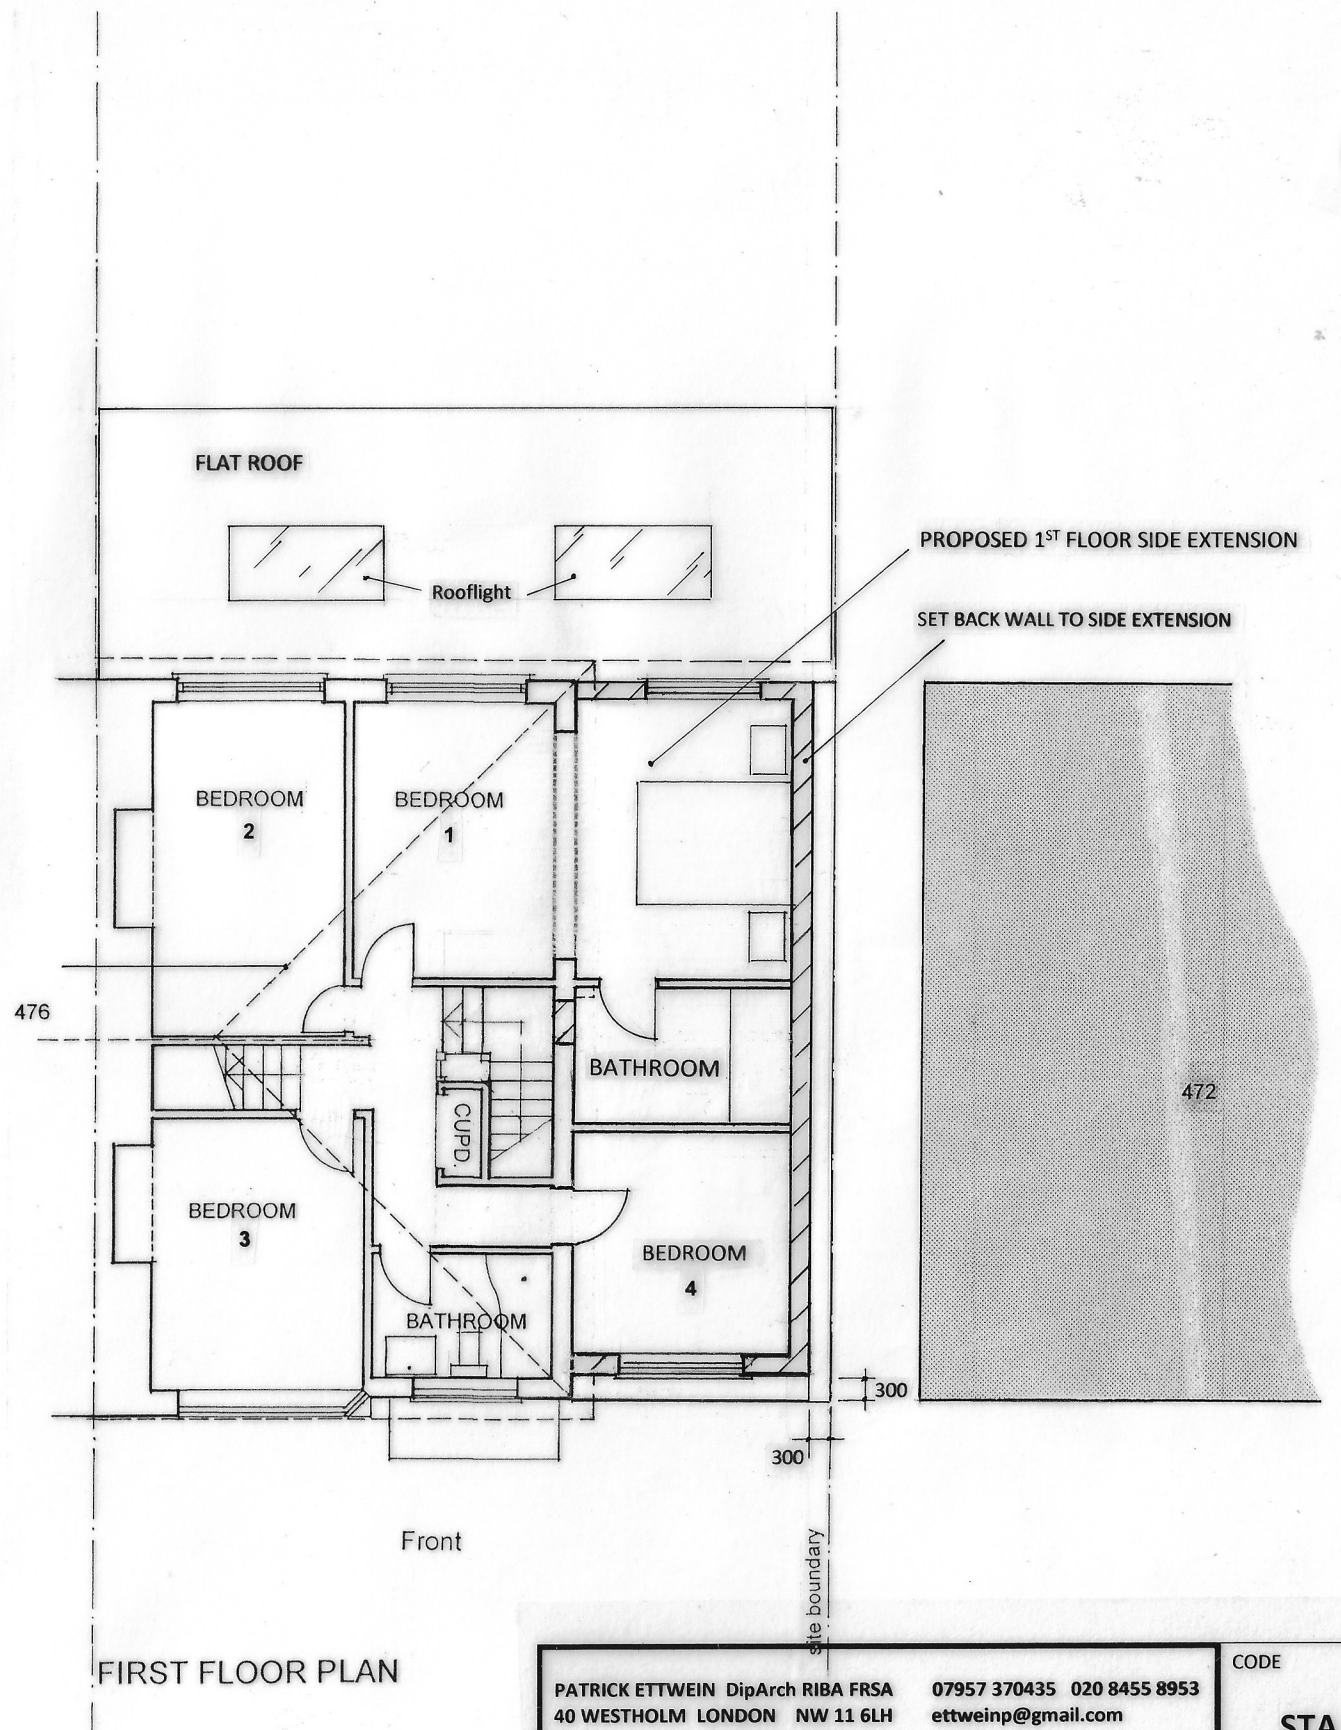 FLAT ROOF
Rooflight
PROPOSED 1ST FLOOR SIDE EXTENSION
SET BACK WALL TO SIDE EXTENSION
BEDROOM
2
BEDROOM
1
476
BATHROOM
472
CUPD.
BEDROOM
3
BEDROOM
4
BATHROOM
300
300
Front
site boundary
FIRST FLOOR PLAN
PATRICK ETTWEIN DipArch RIBA FRSA 07957 370435 020 8455 8953
40 WESTHOLM LONDON NW 11 6LH ettweinp@gmail.com
CODE
STA